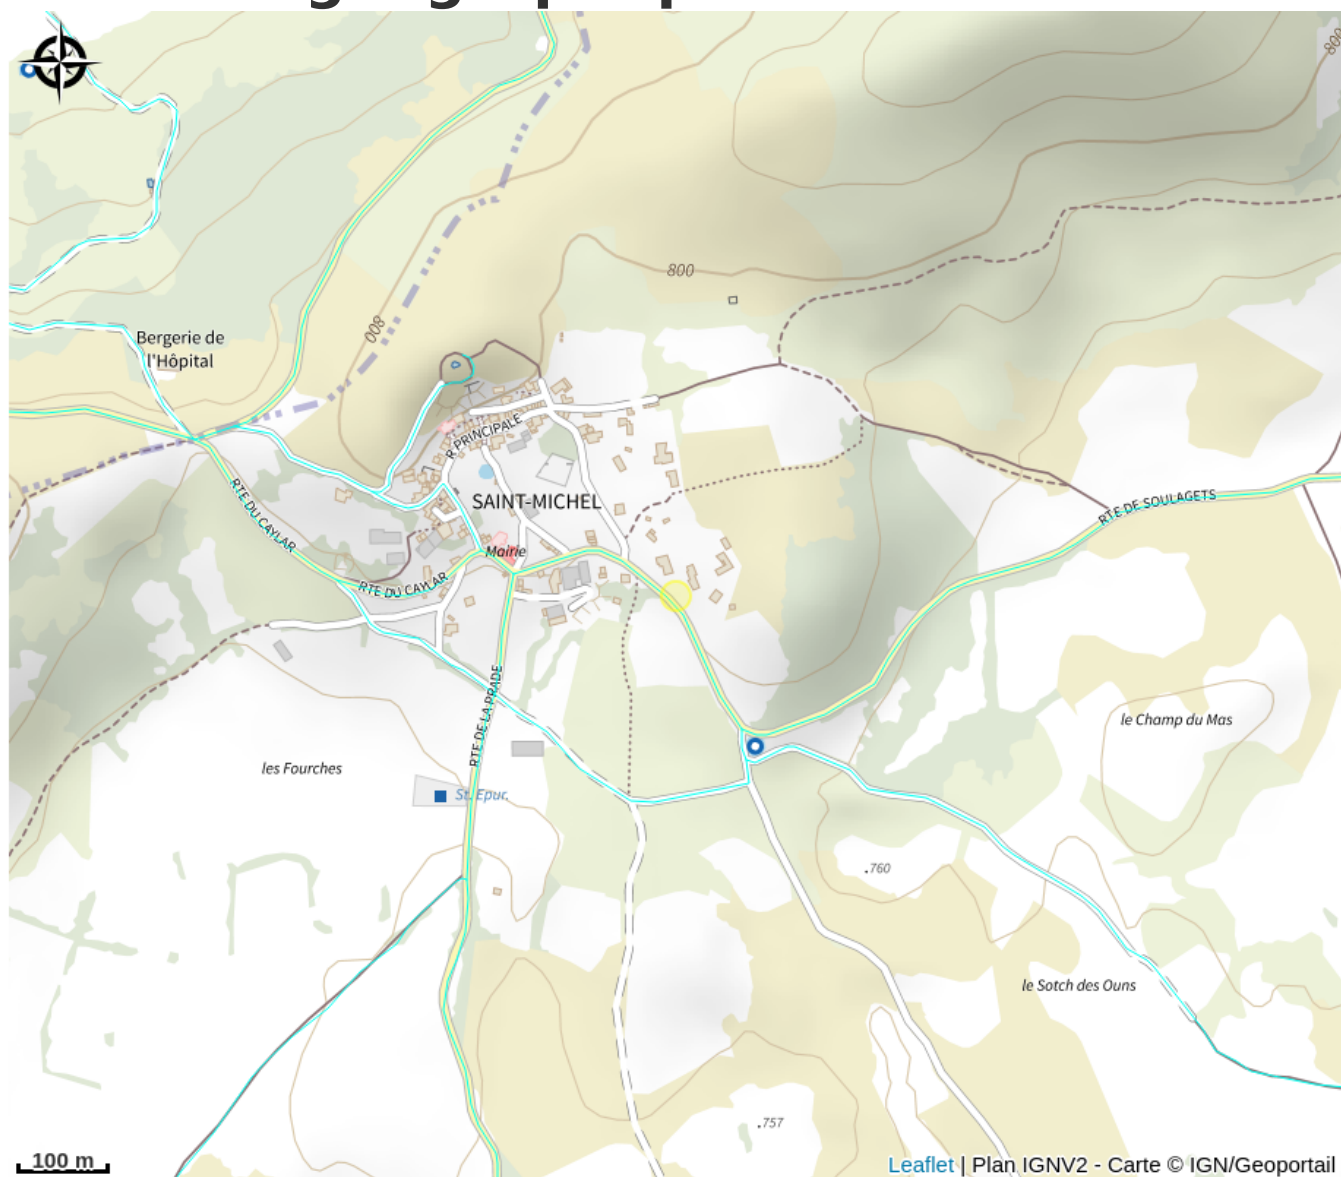 800
800
800
Bergerie de
l'Hôpital
R PRINCIPALE
SAINT-MICHEL
RTE DU CAYLAR
RTE DE SOULAGETS
Mairie
RTE DU CAYLAR
RTE DE LA PRADE
le Champ du Mas
les Fourches
St. Epur.
.760
le Sotch des Ouns
.757
100 m
Leaflet | Plan IGNV2 - Carte © IGN/Geoportail